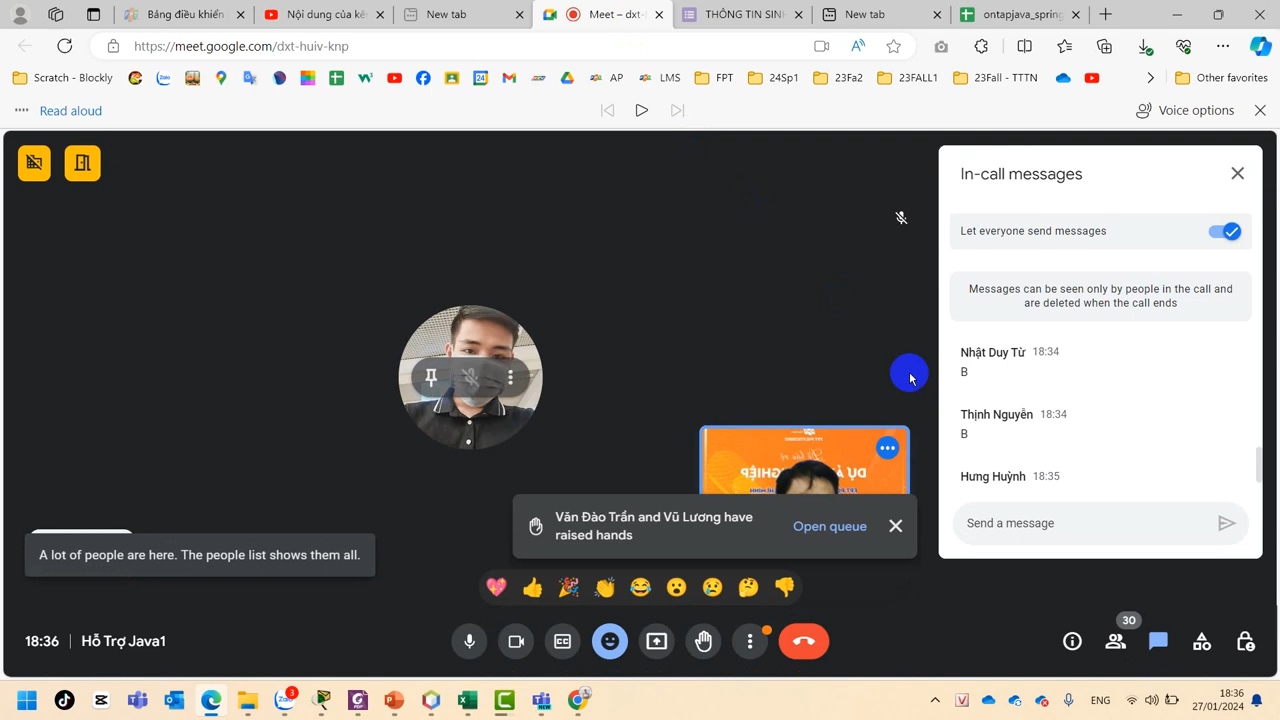 Bảng điều khiển
Nội dung của kê
New tab
Meet – dxt-
THÔNG TIN SINH
New tab
ontapjava_spring
https://meet.google.com/dxt-huiv-knp
Scratch - Blockly
AP
LMS
FPT
24Sp1
23Fa2
23FALL1
23Fall - TTTN
Other favorites
Read aloud
Voice options
In-call messages
Let everyone send messages
Messages can be seen only by people in the call and
are deleted when the call ends
Nhật Duy Từ 18:34
B
Thịnh Nguyễn 18:34
B
Hưng Huỳnh 18:35
Send a message
Văn Đào Trần and Vũ Lương have
raised hands
Open queue
A lot of people are here. The people list shows them all.
30
18:36
Hỗ Trợ Java1
3
ENG
18:36
27/01/2024